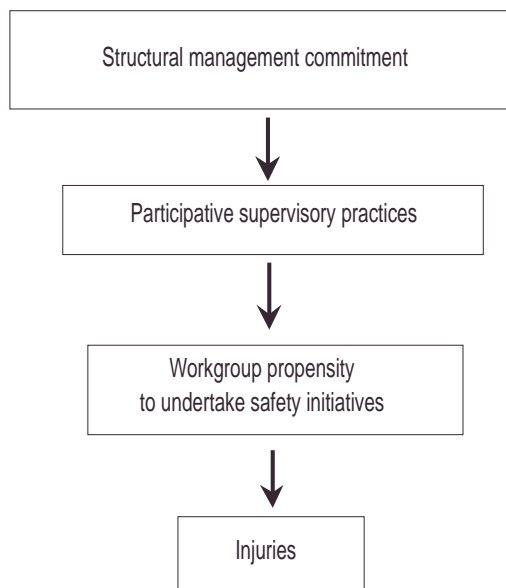 Structural management commitment
Participative supervisory practices
Workgroup propensity
to undertake safety initiatives
Injuries